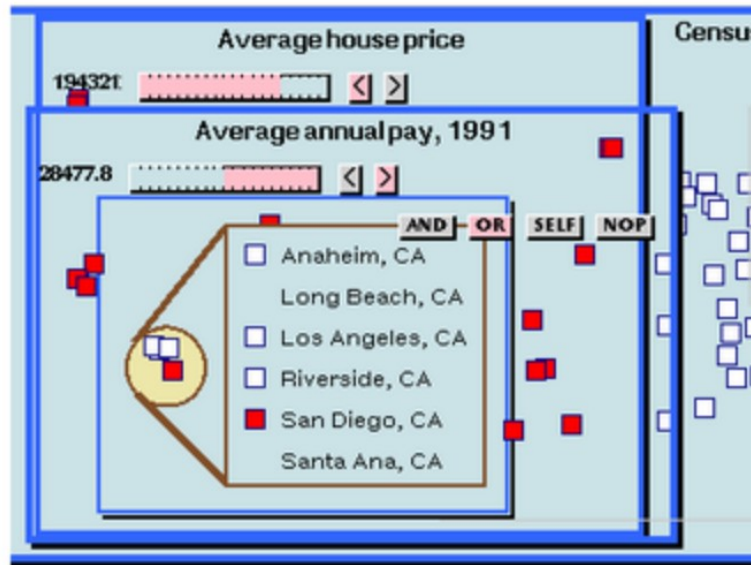 Average house price
Censu
194321
< >
Average annual pay, 1991
28477.8
< >
AND OR SELF NOP
Anaheim, CA
Long Beach, CA
Los Angeles, CA
Riverside, CA
San Diego, CA
Santa Ana, CA